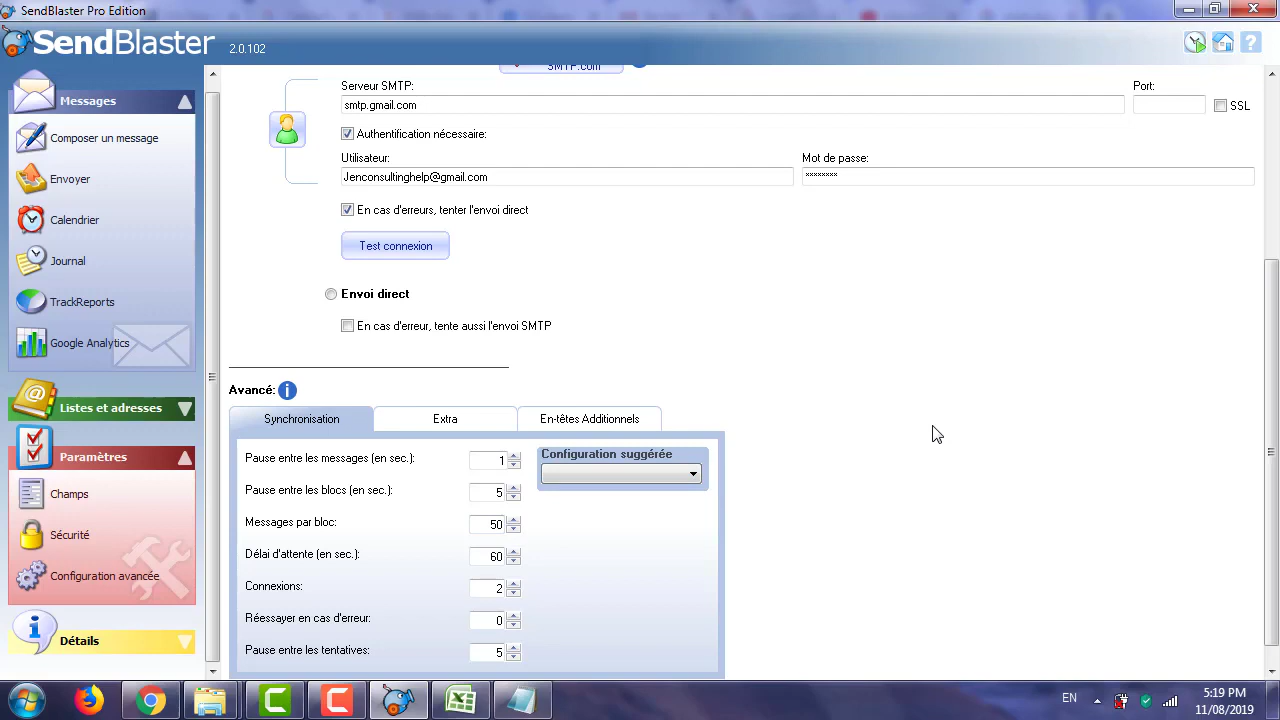 SendBlaster Pro Edition
SendBlaster 2.0.102
Messages
Composer un message
Envoyer
Calendrier
Journal
TrackReports
Google Analytics
Listes et adresses
Paramètres
Champs
Sécurité
Configuration avancée
Détails
SMTP.com
Serveur SMTP: Port:
smtp.gmail.com SSL
Authentification nécessaire:
Utilisateur: Mot de passe:
Jenconsultinghelp@gmail.com ********
En cas d'erreurs, tenter l'envoi direct
Test connexion
Envoi direct
En cas d'erreur, tente aussi l'envoi SMTP
Avancé:
Synchronisation Extra En-têtes Additionnels
Pause entre les messages (en sec.): 1
Configuration suggérée
Pause entre les blocs (en sec.): 5
Messages par bloc: 50
Délai d'attente (en sec.): 60
Connexions: 2
Réessayer en cas d'erreur: 0
Pause entre les tentatives: 5
EN
5:19 PM
11/08/2019